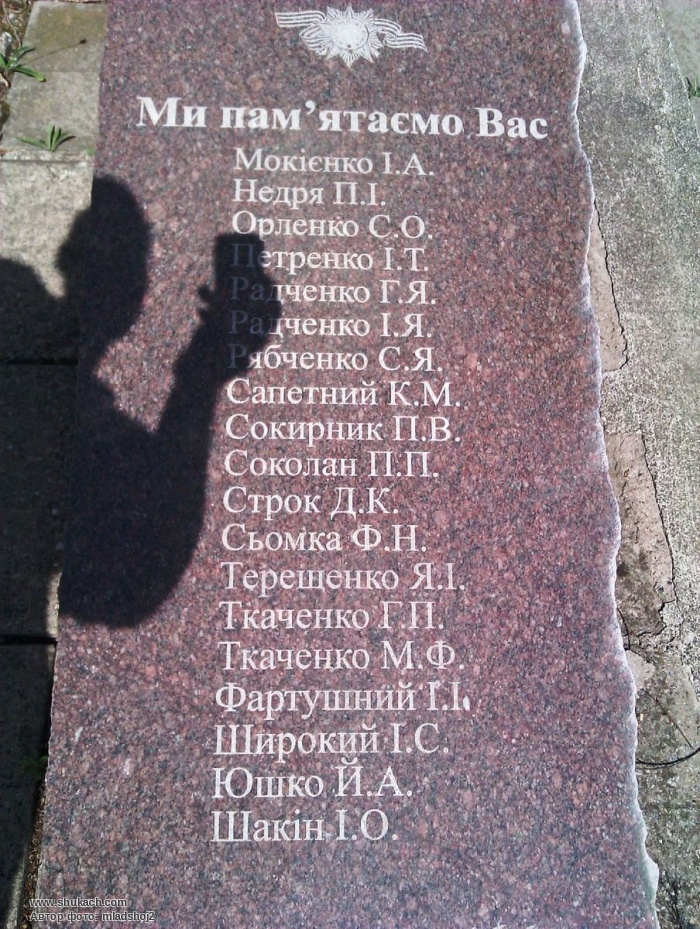 Ми пам’ятаємо Вас
Мокієнко І.А.
Недря П.І.
Орленко С.О.
Петренко І.Т.
Радченко Г.Я.
Радченко І.Я.
Рябченко С.Я.
Сапетний К.М.
Сокирник П.В.
Соколан П.П.
Строк Д.К.
Сьомка Ф.Н.
Терещенко Я.І.
Ткаченко Г.П.
Ткаченко М.Ф.
Фартушний І.І.
Широкий І.С.
Юшко Й.А.
Шакін І.О.
www.shukach.com
Автор фото: mladshoj2